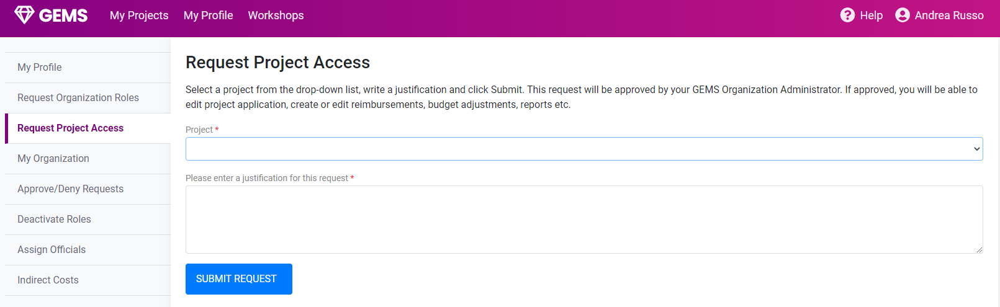 GEMS My Projects My Profile Workshops Help Andrea Russo
My Profile
Request Organization Roles
Request Project Access
My Organization
Approve/Deny Requests
Deactivate Roles
Assign Officials
Indirect Costs
Request Project Access
Select a project from the drop-down list, write a justification and click Submit. This request will be approved by your GEMS Organization Administrator. If approved, you will be able to
edit project application, create or edit reimbursements, budget adjustments, reports etc.
Project *
Please enter a justification for this request *
SUBMIT REQUEST